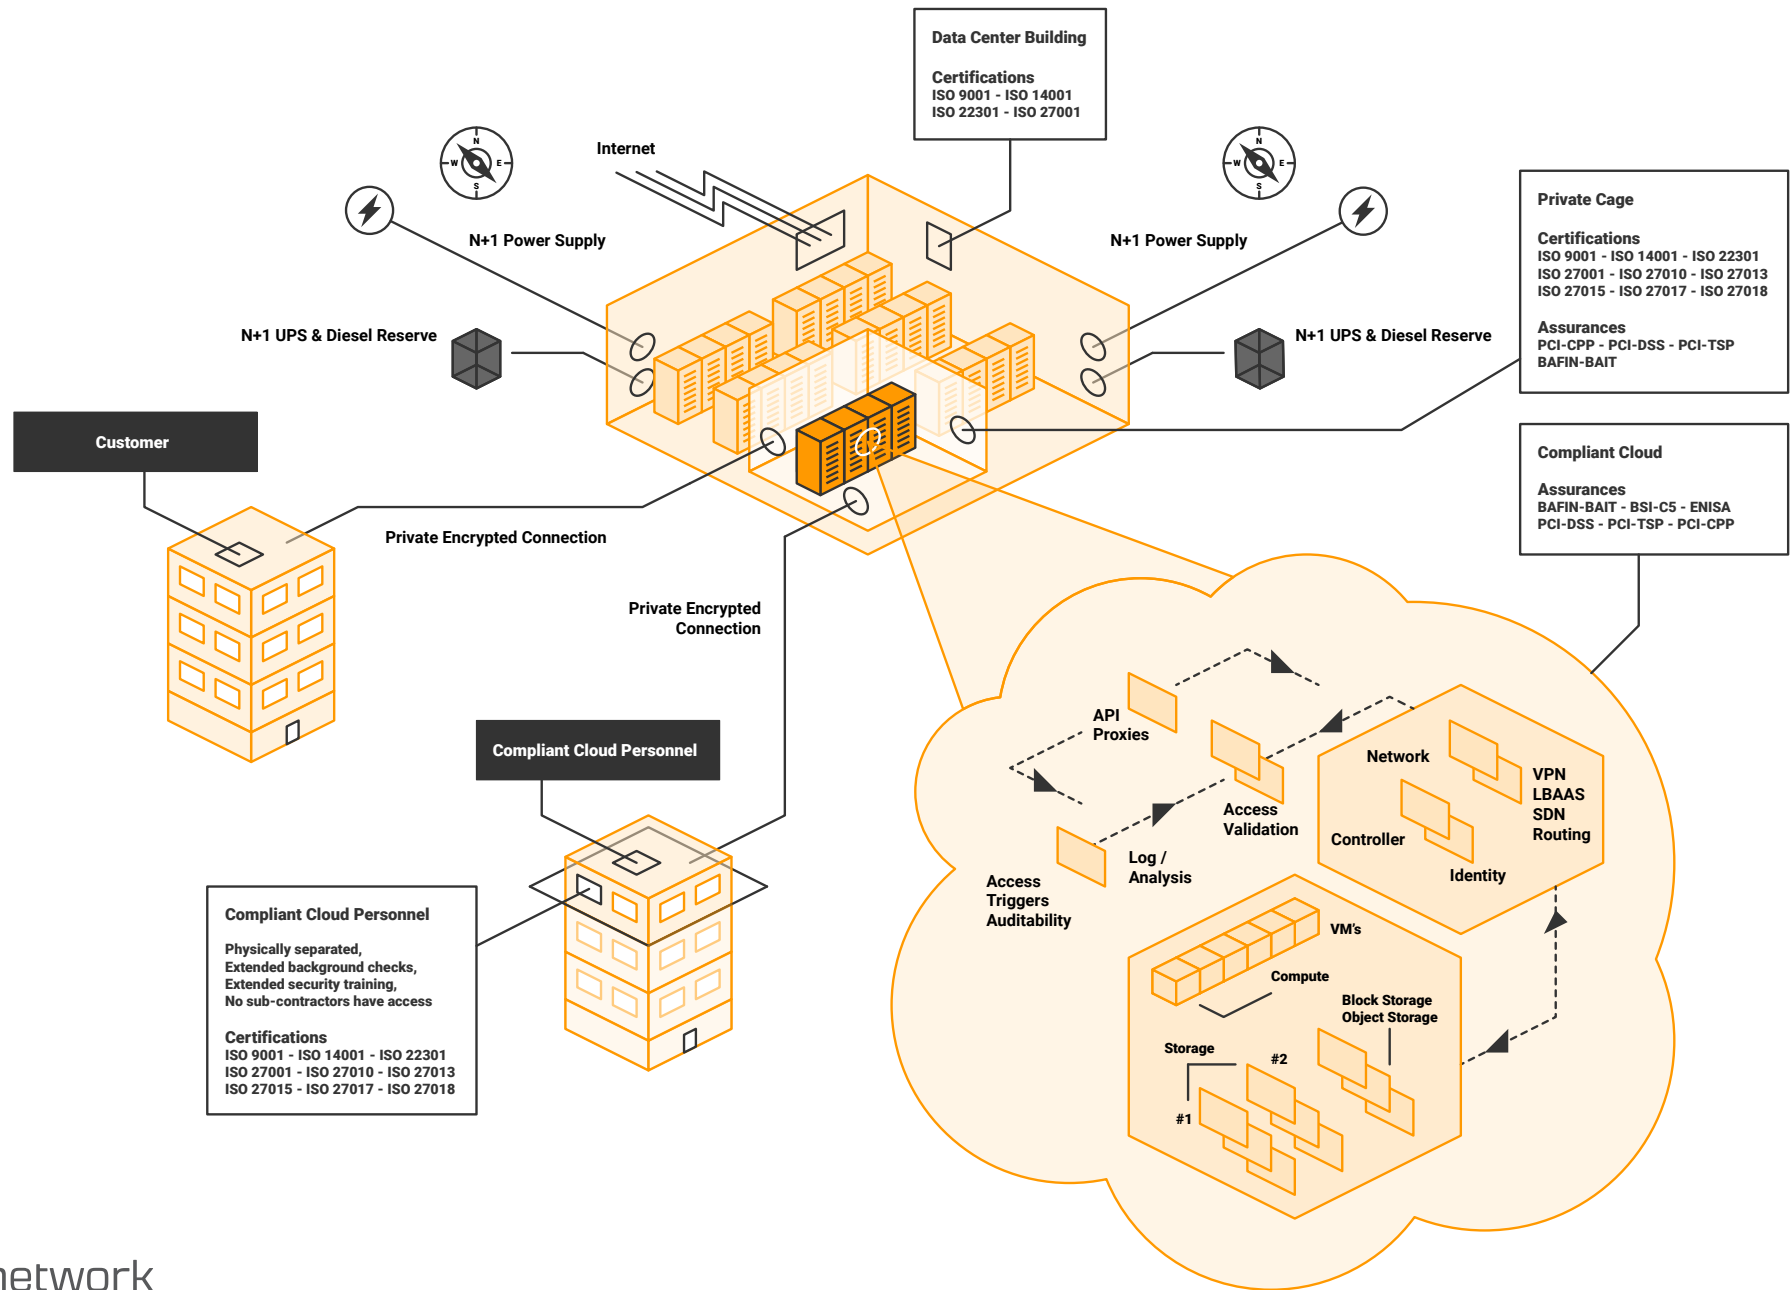 Data Center Building
Certifications
ISO 9001 - ISO 14001
ISO 22301 - ISO 27001
Internet
N
W
E
S
N
W
E
S
N+1 Power Supply
N+1 Power Supply
N+1 UPS & Diesel Reserve
N+1 UPS & Diesel Reserve
Private Cage
Certifications
ISO 9001 - ISO 14001 - ISO 22301
ISO 27001 - ISO 27010 - ISO 27013
ISO 27015 - ISO 27017 - ISO 27018
Assurances
PCI-CPP - PCI-DSS - PCI-TSP
BAFIN-BAIT
Customer
Private Encrypted Connection
Compliant Cloud
Assurances
BAFIN-BAIT - BSI-C5 - ENISA
PCI-DSS - PCI-TSP - PCI-CPP
Private Encrypted
Connection
Compliant Cloud Personnel
Compliant Cloud Personnel
Physically separated,
Extended background checks,
Extended security training,
No sub-contractors have access
Certifications
ISO 9001 - ISO 14001 - ISO 22301
ISO 27001 - ISO 27010 - ISO 27013
ISO 27015 - ISO 27017 - ISO 27018
API
Proxies
Access
Validation
Log /
Analysis
Access
Triggers
Auditability
Network
VPN
LBAAS
SDN
Routing
Controller
Identity
VM's
Compute
Block Storage
Object Storage
Storage
#2
#1
network